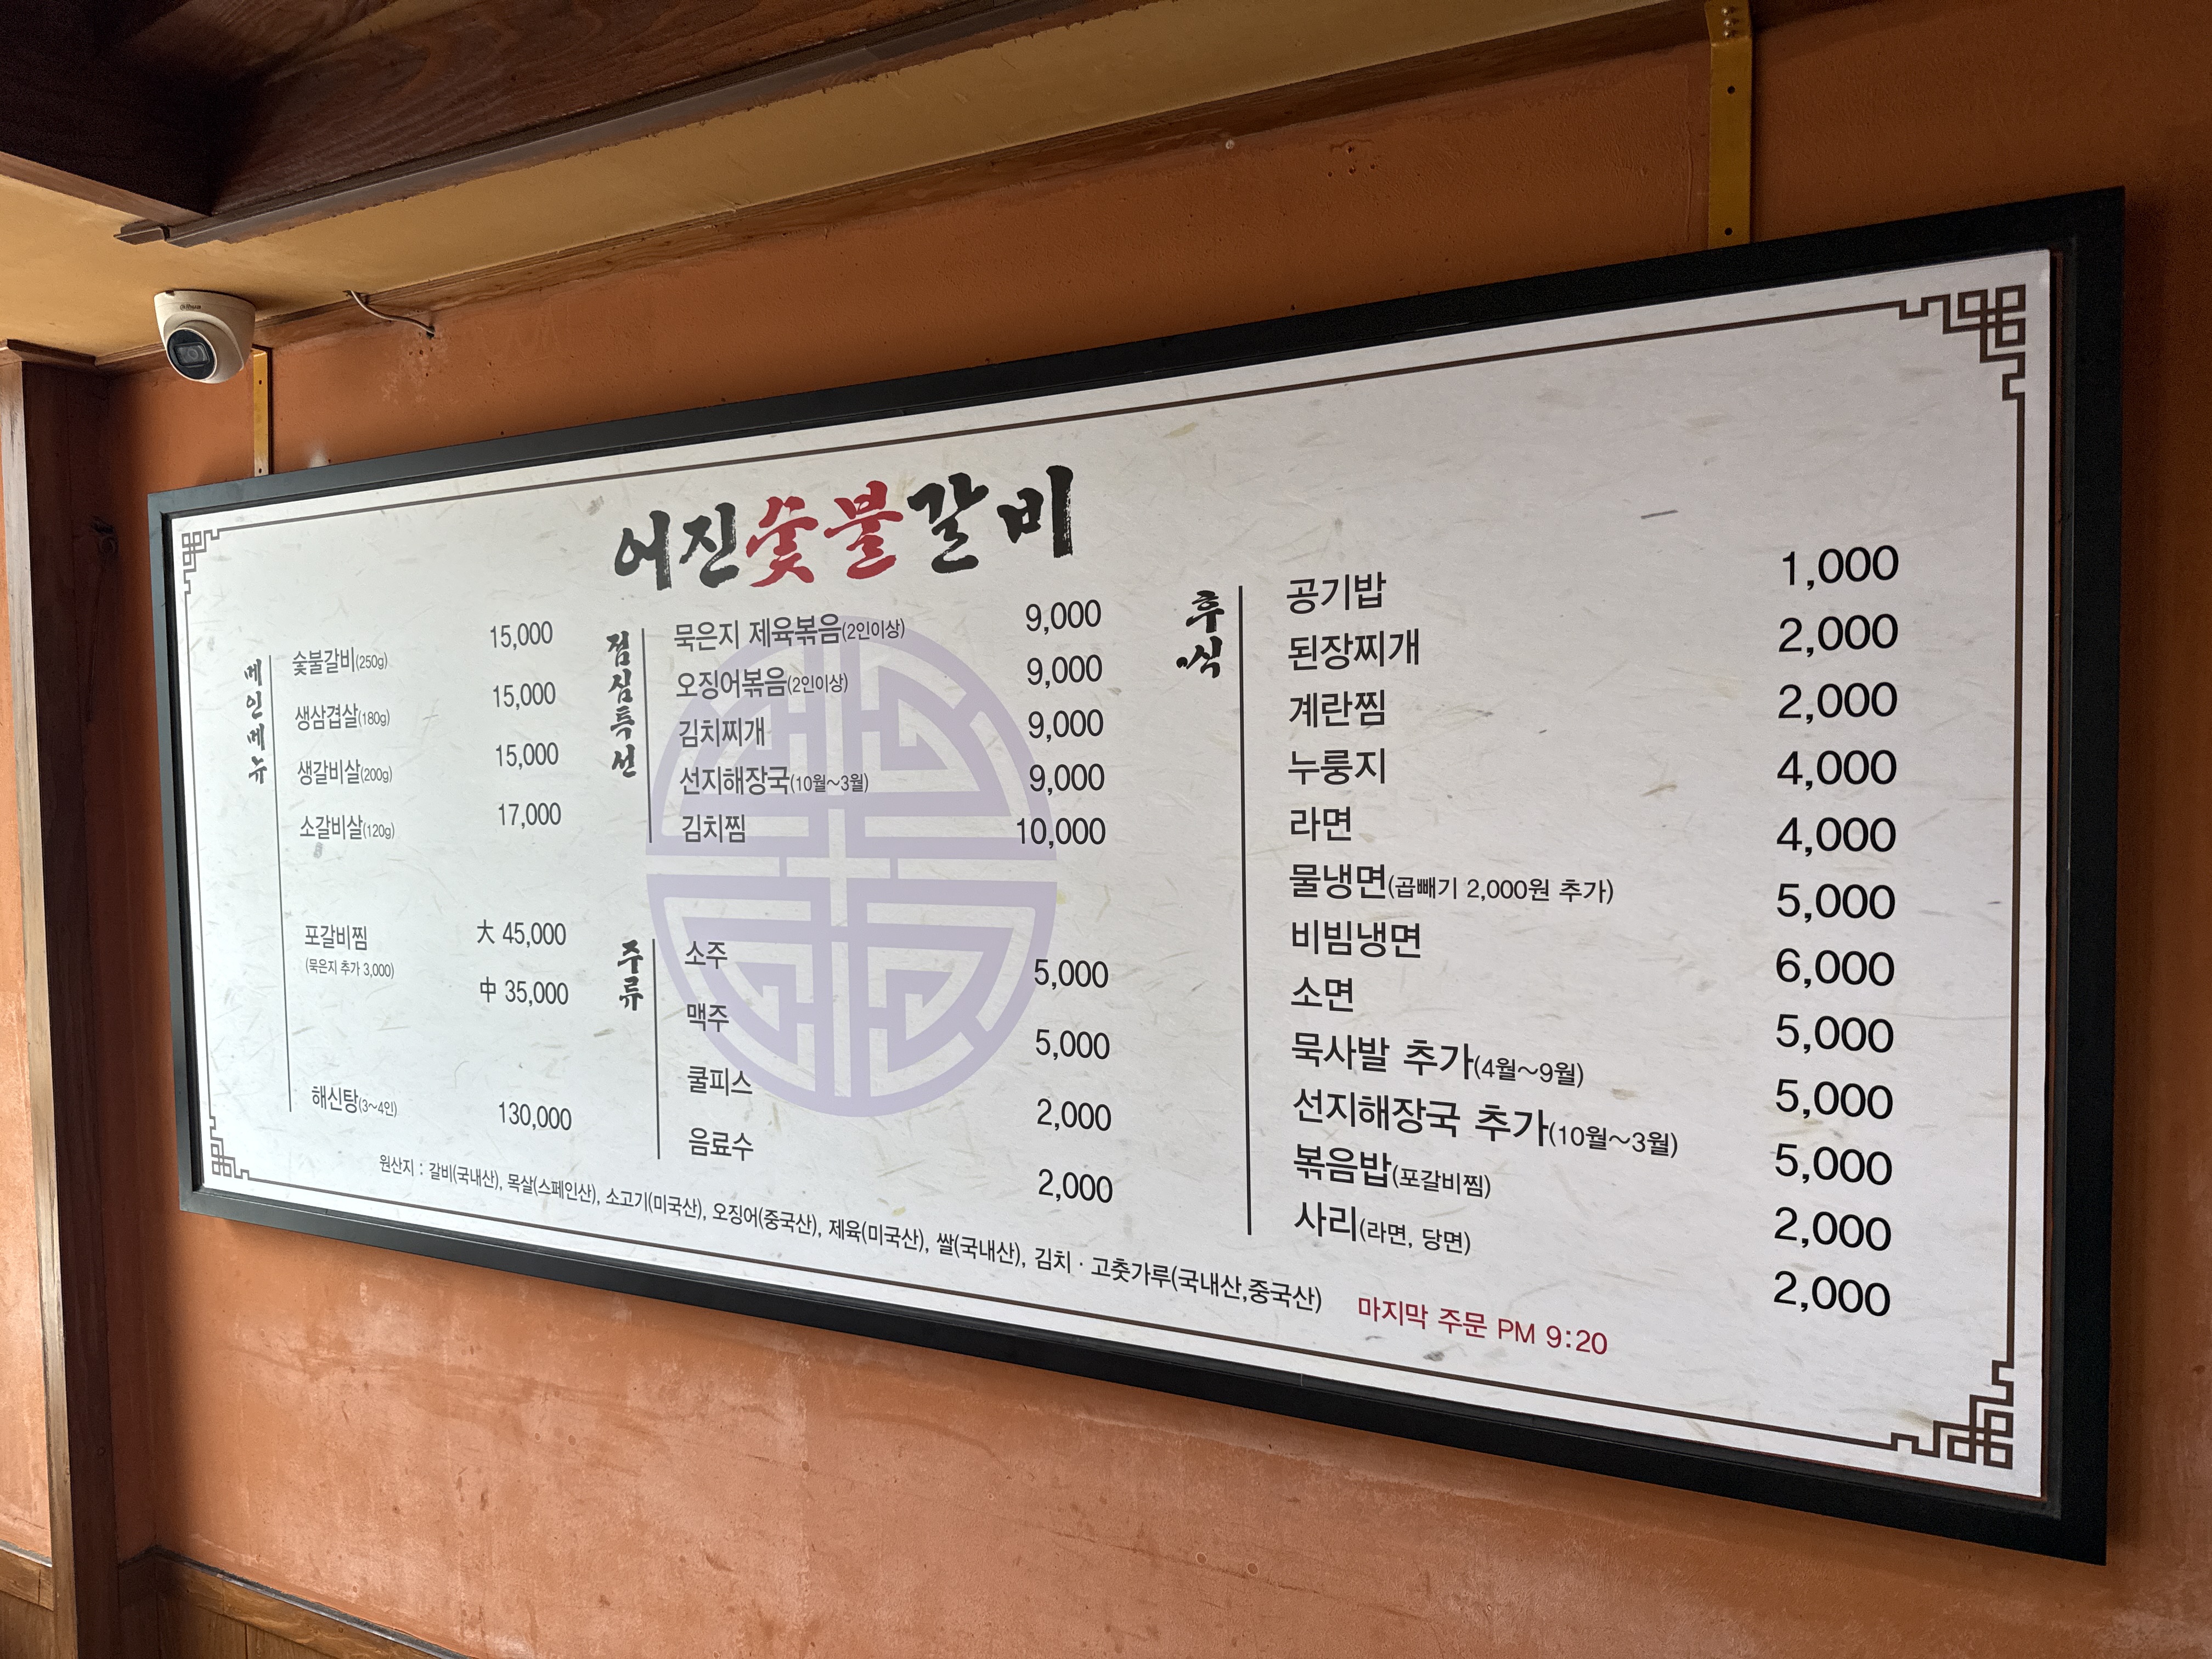 어진숯불갈비
메인메뉴
숯불갈비(250g) 15,000
생삼겹살(180g) 15,000
생갈비살(200g) 15,000
소갈비살(120g) 17,000
포갈비찜 大 45,000
(묵은지 추가 3,000)
中 35,000
해신탕(3~4인) 130,000
점심특선
묵은지 제육볶음(2인이상) 9,000
오징어볶음(2인이상) 9,000
김치찌개 9,000
선지해장국(10월~3월) 9,000
김치찜 10,000
주류
소주 5,000
맥주 5,000
쿨피스 2,000
음료수 2,000
후식
공기밥 1,000
된장찌개 2,000
계란찜 2,000
누룽지 4,000
라면 4,000
물냉면(곱빼기 2,000원 추가) 5,000
비빔냉면 6,000
소면 5,000
묵사발 추가(4월~9월) 5,000
선지해장국 추가(10월~3월) 5,000
볶음밥(포갈비찜) 2,000
사리(라면, 당면) 2,000
원산지 : 갈비(국내산), 목살(스페인산), 소고기(미국산), 오징어(중국산), 제육(미국산), 쌀(국내산), 김치 · 고춧가루(국내산,중국산)
마지막 주문 PM 9:20
alhua